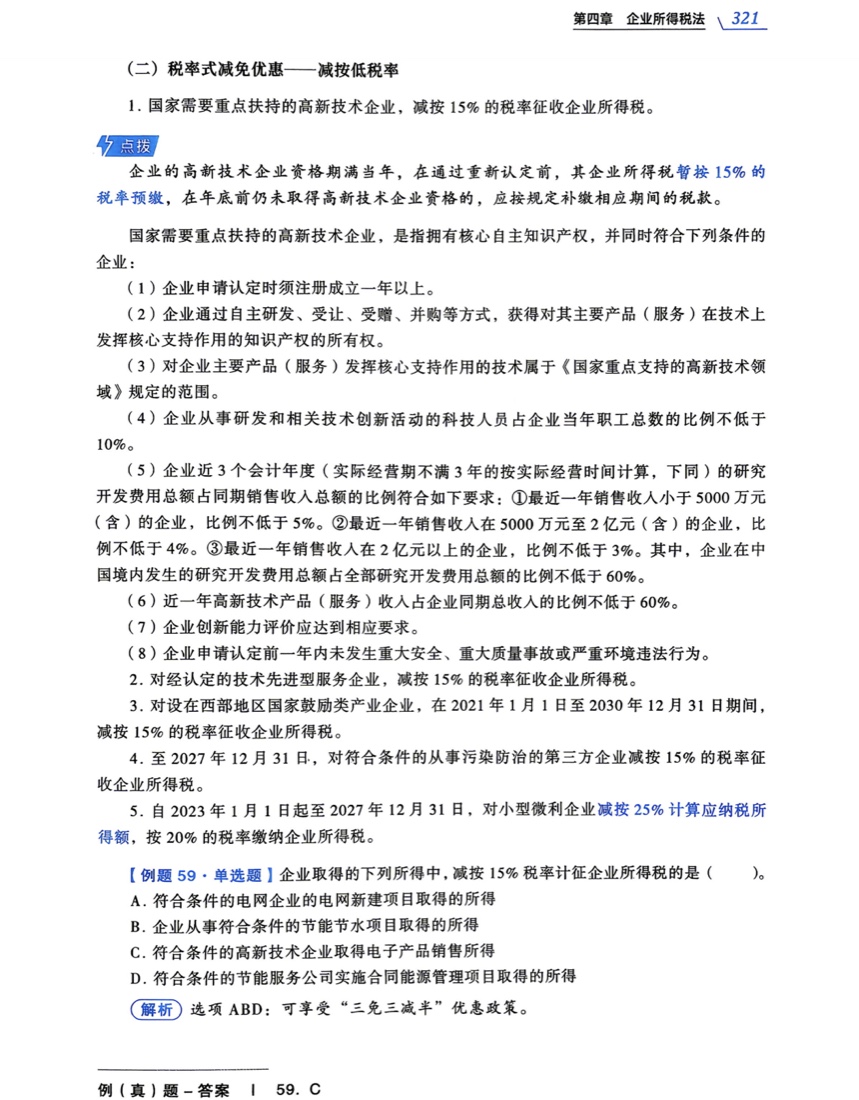 第四章 企业所得税法 321
（二）税率式减免优惠——减按低税率
1. 国家需要重点扶持的高新技术企业，减按 15% 的税率征收企业所得税。
点拨
企业的高新技术企业资格期满当年，在通过重新认定前，其企业所得税暂按 15% 的
税率预缴，在年底前仍未取得高新技术企业资格的，应按规定补缴相应期间的税款。
国家需要重点扶持的高新技术企业，是指拥有核心自主知识产权，并同时符合下列条件的
企业：
（1）企业申请认定时须注册成立一年以上。
（2）企业通过自主研发、受让、受赠、并购等方式，获得对其主要产品（服务）在技术上
发挥核心支持作用的知识产权的所有权。
（3）对企业主要产品（服务）发挥核心支持作用的技术属于《国家重点支持的高新技术领
域》规定的范围。
（4）企业从事研发和相关技术创新活动的科技人员占企业当年职工总数的比例不低于
10%。
（5）企业近 3 个会计年度（实际经营期不满 3 年的按实际经营时间计算，下同）的研究
开发费用总额占同期销售收入总额的比例符合如下要求：①最近一年销售收入小于 5000 万元
（含）的企业，比例不低于 5%。②最近一年销售收入在 5000 万元至 2 亿元（含）的企业，比
例不低于 4%。③最近一年销售收入在 2 亿元以上的企业，比例不低于 3%。其中，企业在中
国境内发生的研究开发费用总额占全部研究开发费用总额的比例不低于 60%。
（6）近一年高新技术产品（服务）收入占企业同期总收入的比例不低于 60%。
（7）企业创新能力评价应达到相应要求。
（8）企业申请认定前一年内未发生重大安全、重大质量事故或严重环境违法行为。
2. 对经认定的技术先进型服务企业，减按 15% 的税率征收企业所得税。
3. 对设在西部地区国家鼓励类产业企业，在 2021 年 1 月 1 日至 2030 年 12 月 31 日期间，
减按 15% 的税率征收企业所得税。
4. 至 2027 年 12 月 31 日，对符合条件的从事污染防治的第三方企业减按 15% 的税率征
收企业所得税。
5. 自 2023 年 1 月 1 日起至 2027 年 12 月 31 日，对小型微利企业减按 25% 计算应纳税所
得额，按 20% 的税率缴纳企业所得税。
【例题 59·单选题】企业取得的下列所得中，减按 15% 税率计征企业所得税的是（ ）。
A. 符合条件的电网企业的电网新建项目取得的所得
B. 企业从事符合条件的节能节水项目取得的所得
C. 符合条件的高新技术企业取得电子产品销售所得
D. 符合条件的节能服务公司实施合同能源管理项目取得的所得
解析 选项 ABD：可享受“三免三减半”优惠政策。
例（真）题－答案 | 59. C